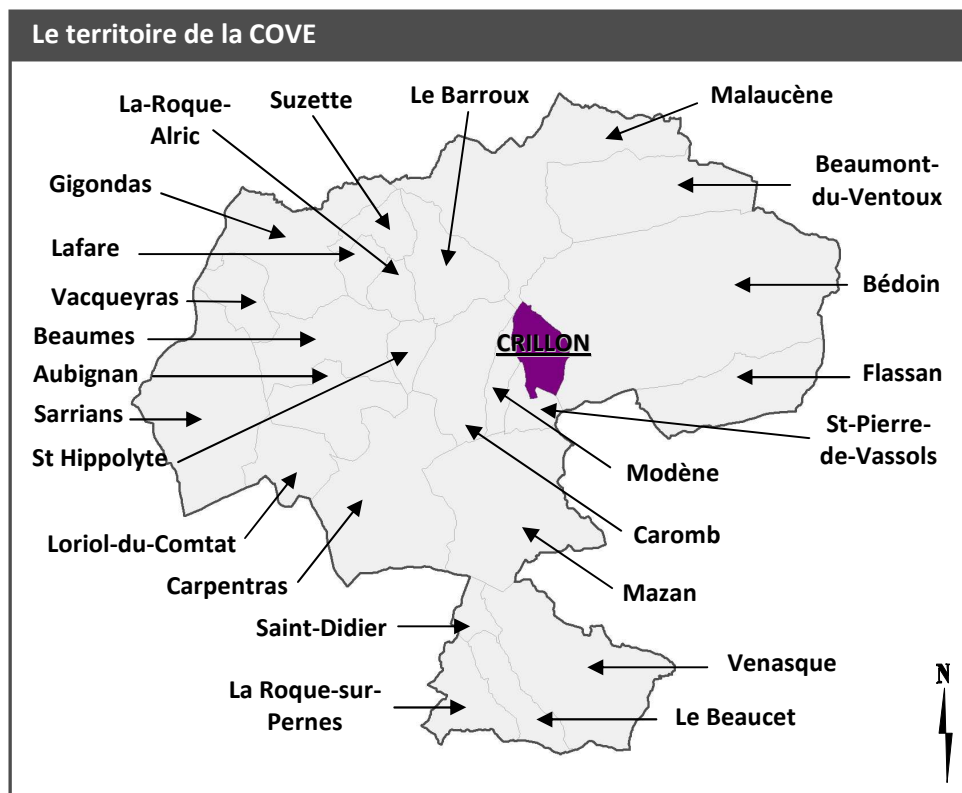 Le territoire de la COVE
La-Roque-
Alric
Suzette
Le Barroux
Malaucène
Beaumont-
du-Ventoux
Gigondas
Lafare
Vacqueyras
Bédoin
Beaumes
CRILLON
Aubignan
Flassan
Sarrians
St-Pierre-
de-Vassols
St Hippolyte
Modène
Loriol-du-Comtat
Caromb
Carpentras
Mazan
Saint-Didier
Venasque
La Roque-sur-
Pernes
Le Beaucet
N